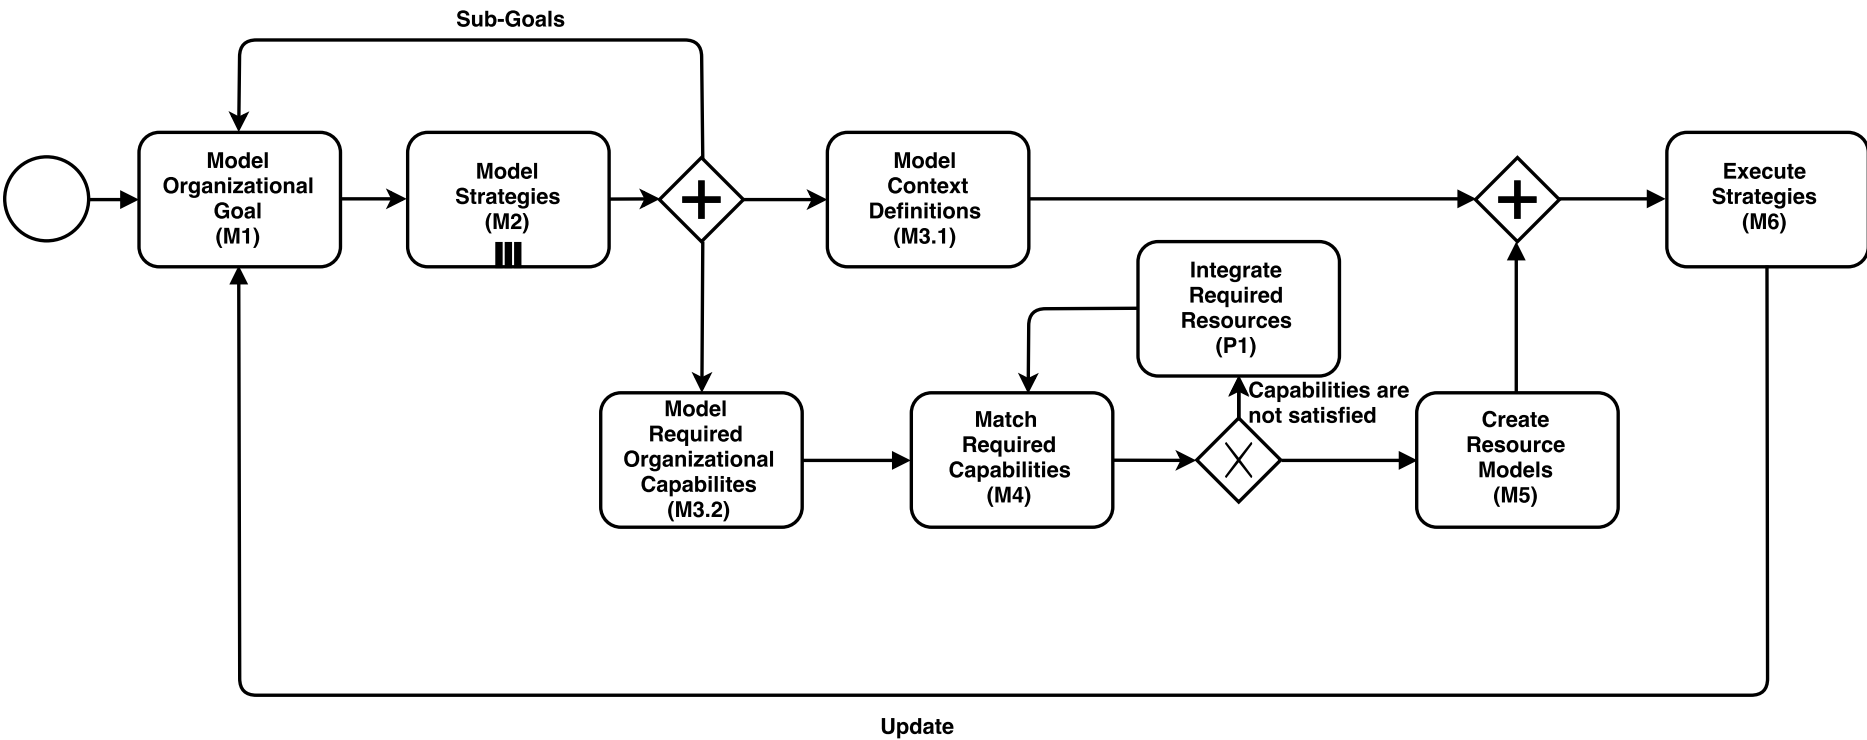 Sub-Goals
Model
Organizational
Goal
(M1)
Model
Strategies
(M2)
Model
Context
Definitions
(M3.1)
Execute
Strategies
(M6)
Integrate
Required
Resources
(P1)
Capabilities are
not satisfied
Model
Required
Organizational
Capabilites
(M3.2)
Match
Required
Capabilities
(M4)
Create
Resource
Models
(M5)
Update